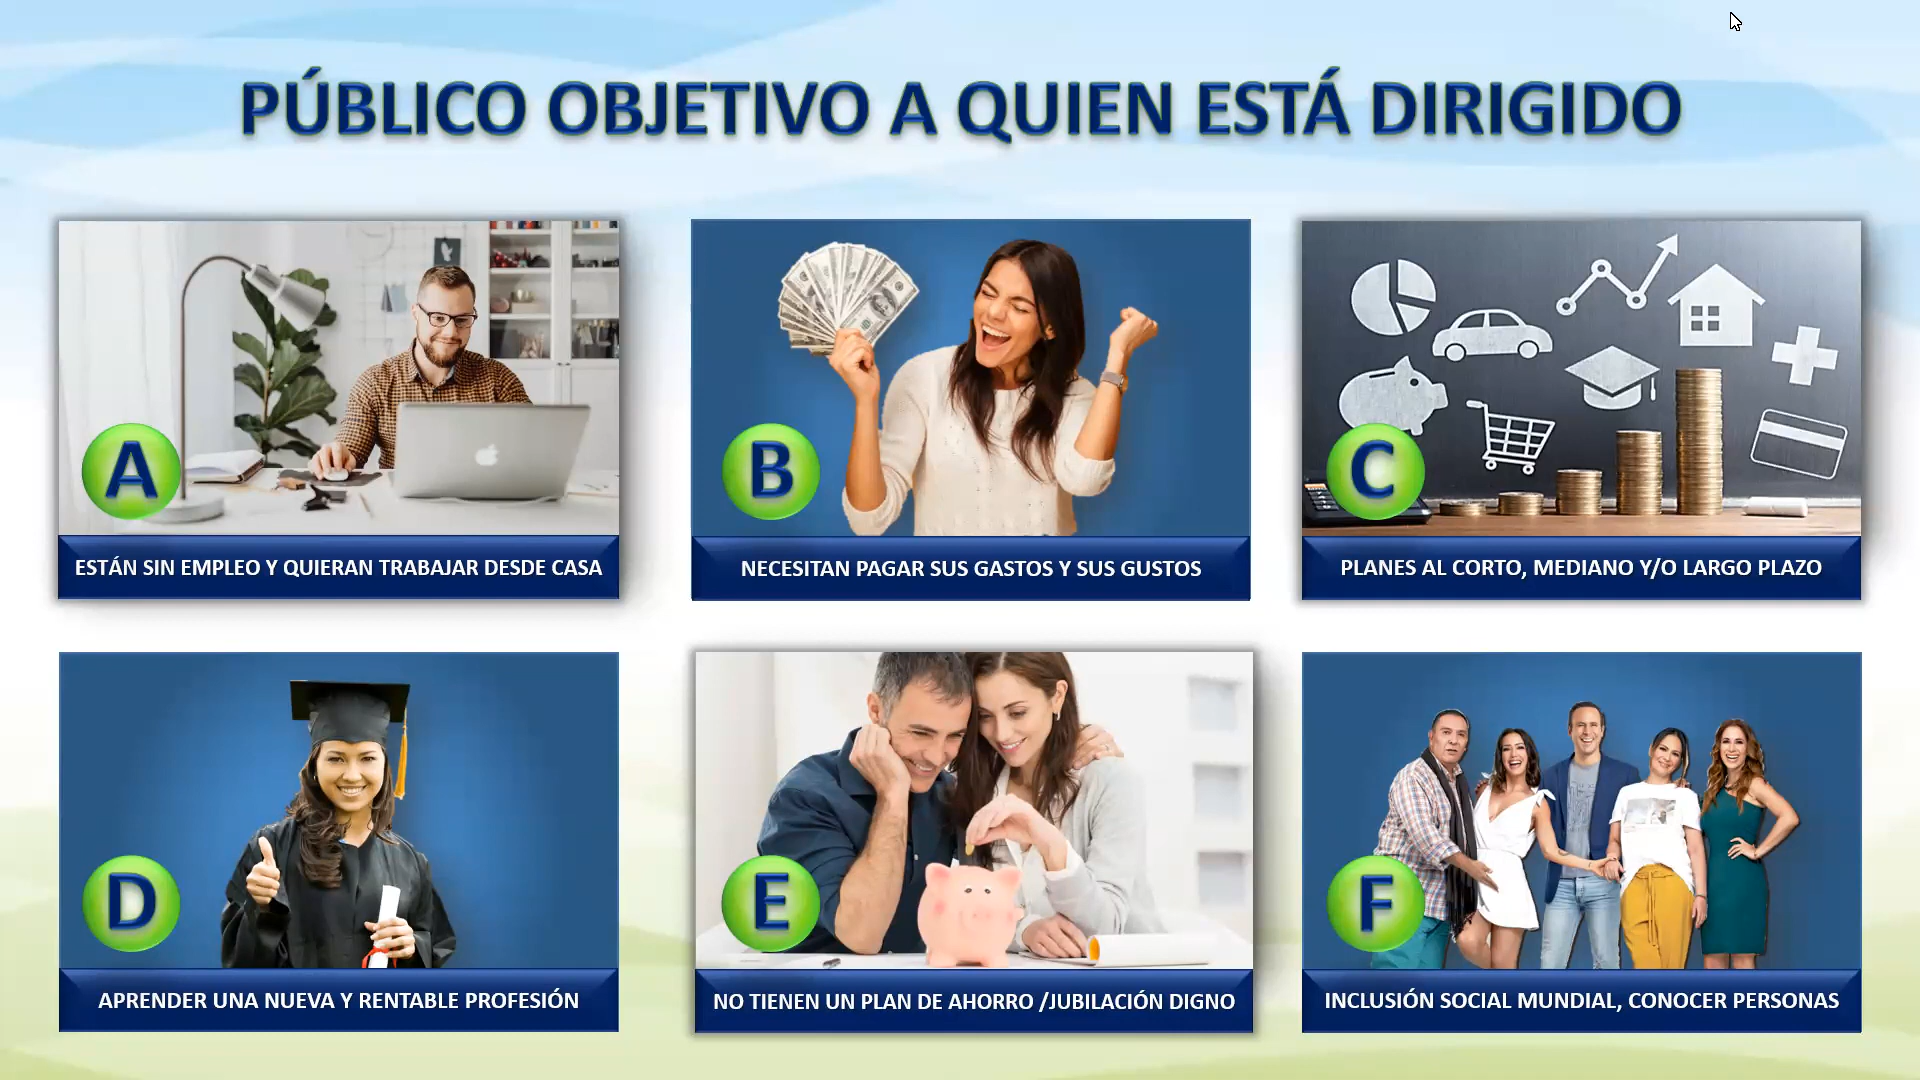 PÚBLICO OBJETIVO A QUIEN ESTÁ DIRIGIDO
A
ESTÁN SIN EMPLEO Y QUIERAN TRABAJAR DESDE CASA
B
NECESITAN PAGAR SUS GASTOS Y SUS GUSTOS
C
PLANES AL CORTO, MEDIANO Y/O LARGO PLAZO
D
APRENDER UNA NUEVA Y RENTABLE PROFESIÓN
E
NO TIENEN UN PLAN DE AHORRO /JUBILACIÓN DIGNO
F
INCLUSIÓN SOCIAL MUNDIAL, CONOCER PERSONAS